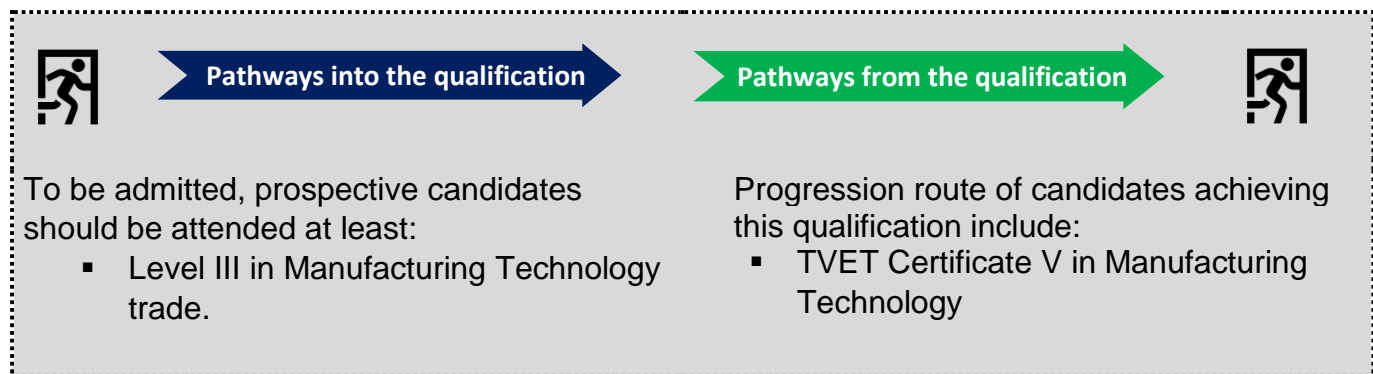 Pathways into the qualification
Pathways from the qualification
To be admitted, prospective candidates
should be attended at least:
▪ Level III in Manufacturing Technology
trade.
Progression route of candidates achieving
this qualification include:
▪ TVET Certificate V in Manufacturing
Technology